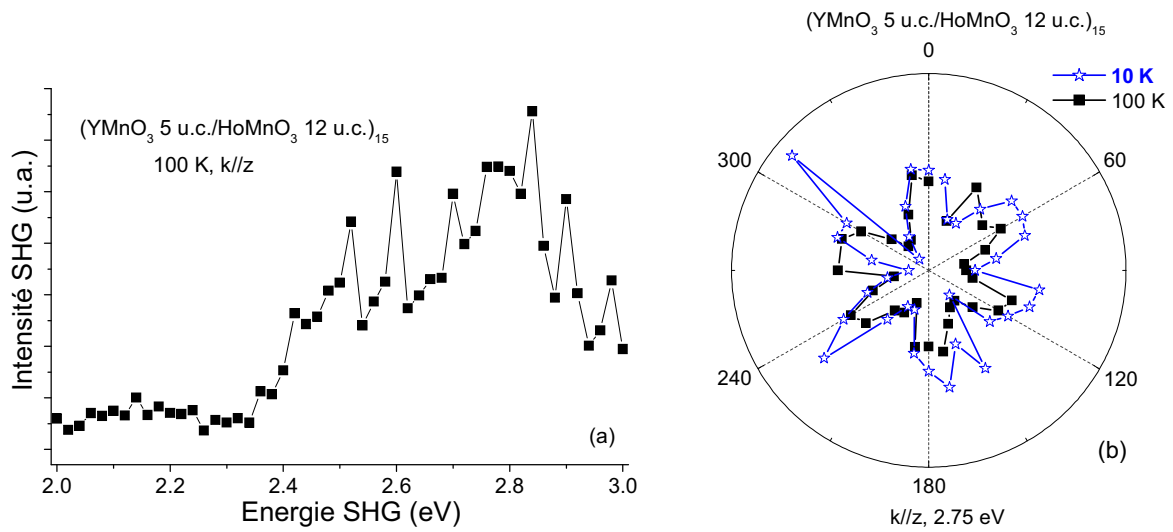 (YMnO3 5 u.c./HoMnO3 12 u.c.)15
100 K, k//z
Intensité SHG (u.a.)
2.0 2.2 2.4 2.6 2.8 3.0
Energie SHG (eV)
(a)
(YMnO3 5 u.c./HoMnO3 12 u.c.)15
0
10 K
100 K
300
60
240
120
180
(b)
k//z, 2.75 eV